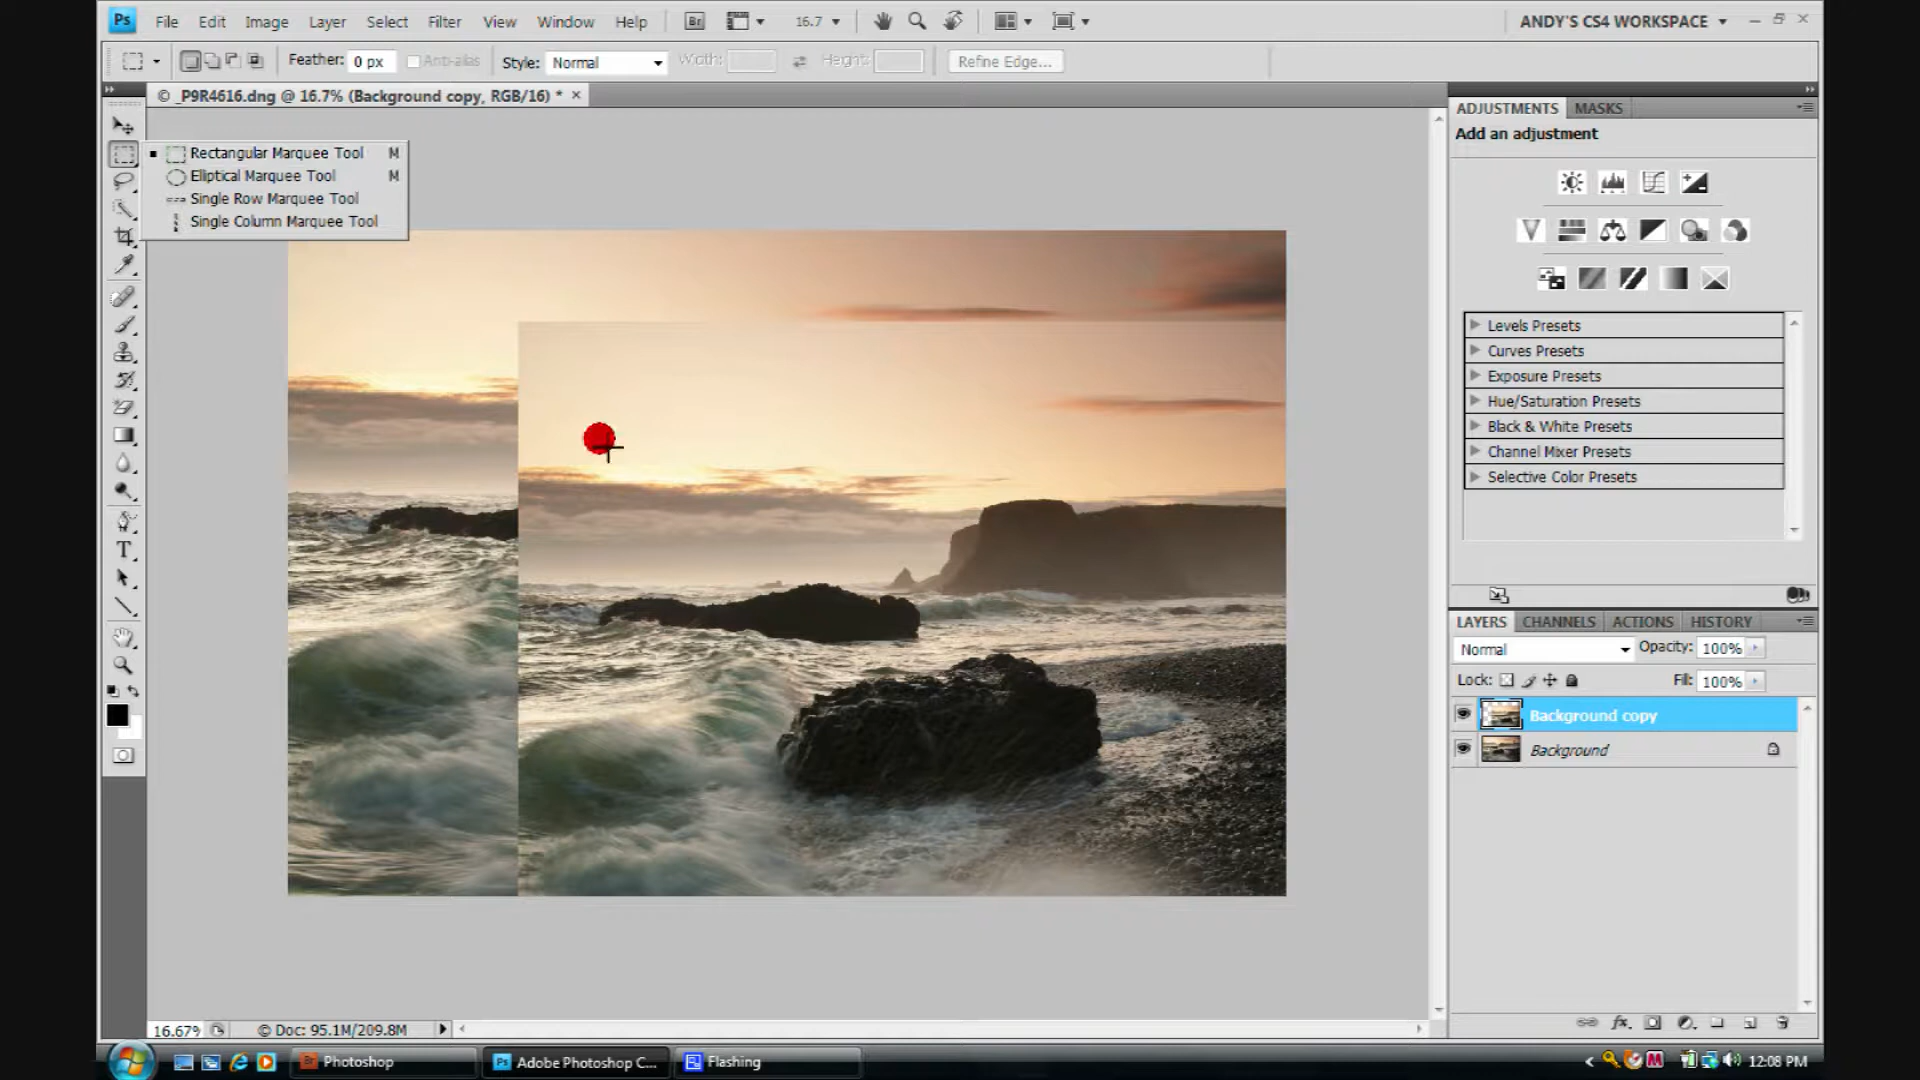 Ps File Edit Image Layer Select Filter View Window Help Br 16.7 ANDY'S CS4 WORKSPACE
Feather: 0 px Anti-alias Style: Normal Width: Height: Refine Edge...
© _P9R4616.dng @ 16.7% (Background copy, RGB/16) *
Rectangular Marquee Tool M
Elliptical Marquee Tool M
Single Row Marquee Tool
Single Column Marquee Tool
T
ADJUSTMENTS MASKS
Add an adjustment
Levels Presets
Curves Presets
Exposure Presets
Hue/Saturation Presets
Black & White Presets
Channel Mixer Presets
Selective Color Presets
LAYERS CHANNELS ACTIONS HISTORY
Normal Opacity: 100%
Lock: Fill: 100%
Background copy
Background
fx.
16.67% © Doc: 95.1M/209.8M
Br Photoshop Ps Adobe Photoshop C... Flashing 12:08 PM